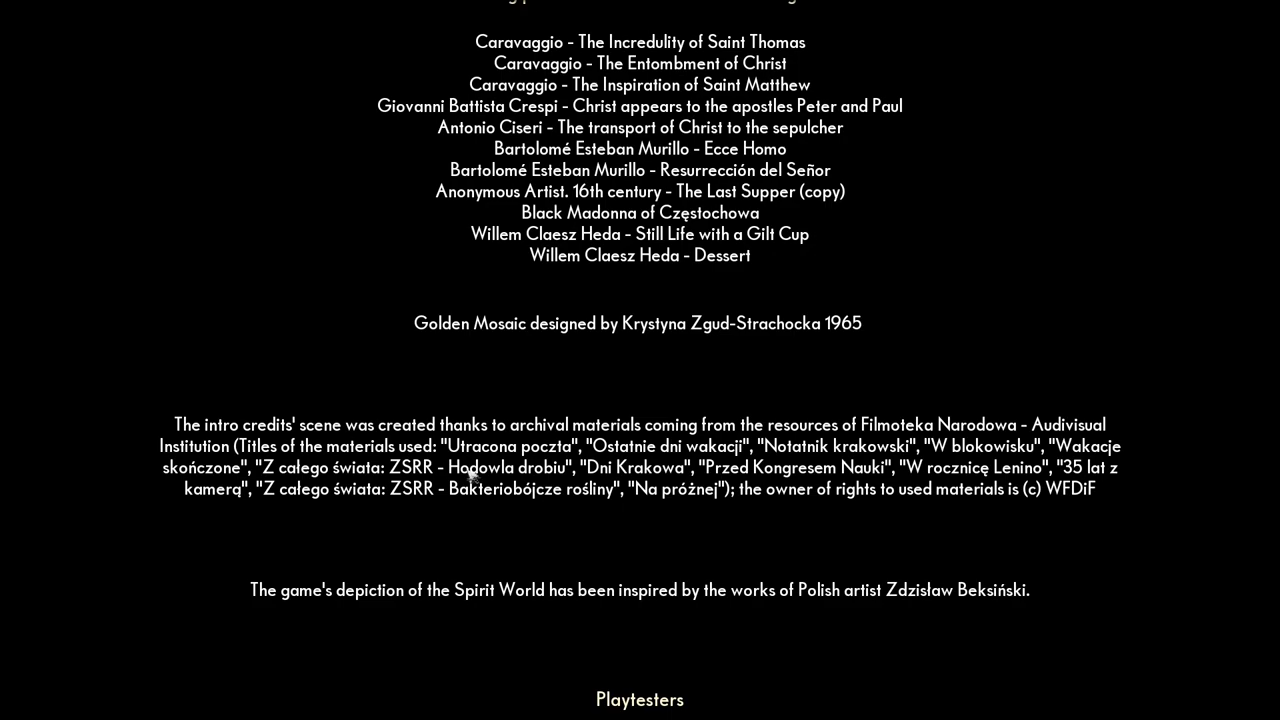 Caravaggio - The Incredulity of Saint Thomas
Caravaggio - The Entombment of Christ
Caravaggio - The Inspiration of Saint Matthew
Giovanni Battista Crespi - Christ appears to the apostles Peter and Paul
Antonio Ciseri - The transport of Christ to the sepulcher
Bartolomé Esteban Murillo - Ecce Homo
Bartolomé Esteban Murillo - Resurrección del Señor
Anonymous Artist. 16th century - The Last Supper (copy)
Black Madonna of Częstochowa
Willem Claesz Heda - Still Life with a Gilt Cup
Willem Claesz Heda - Dessert
Golden Mosaic designed by Krystyna Zgud-Strachocka 1965
The intro credits' scene was created thanks to archival materials coming from the resources of Filmoteka Narodowa - Audivisual
Institution (Titles of the materials used: "Utracona poczta", "Ostatnie dni wakacji", "Notatnik krakowski", "W blokowisku", "Wakacje
skończone", "Z całego świata: ZSRR - Hodowla drobiu", "Dni Krakowa", "Przed Kongresem Nauki", "W rocznicę Lenino", "35 lat z
kamerą", "Z całego świata: ZSRR - Bakteriobójcze rośliny", "Na próżnej"); the owner of rights to used materials is (c) WFDiF
The game's depiction of the Spirit World has been inspired by the works of Polish artist Zdzisław Beksiński.
Playtesters